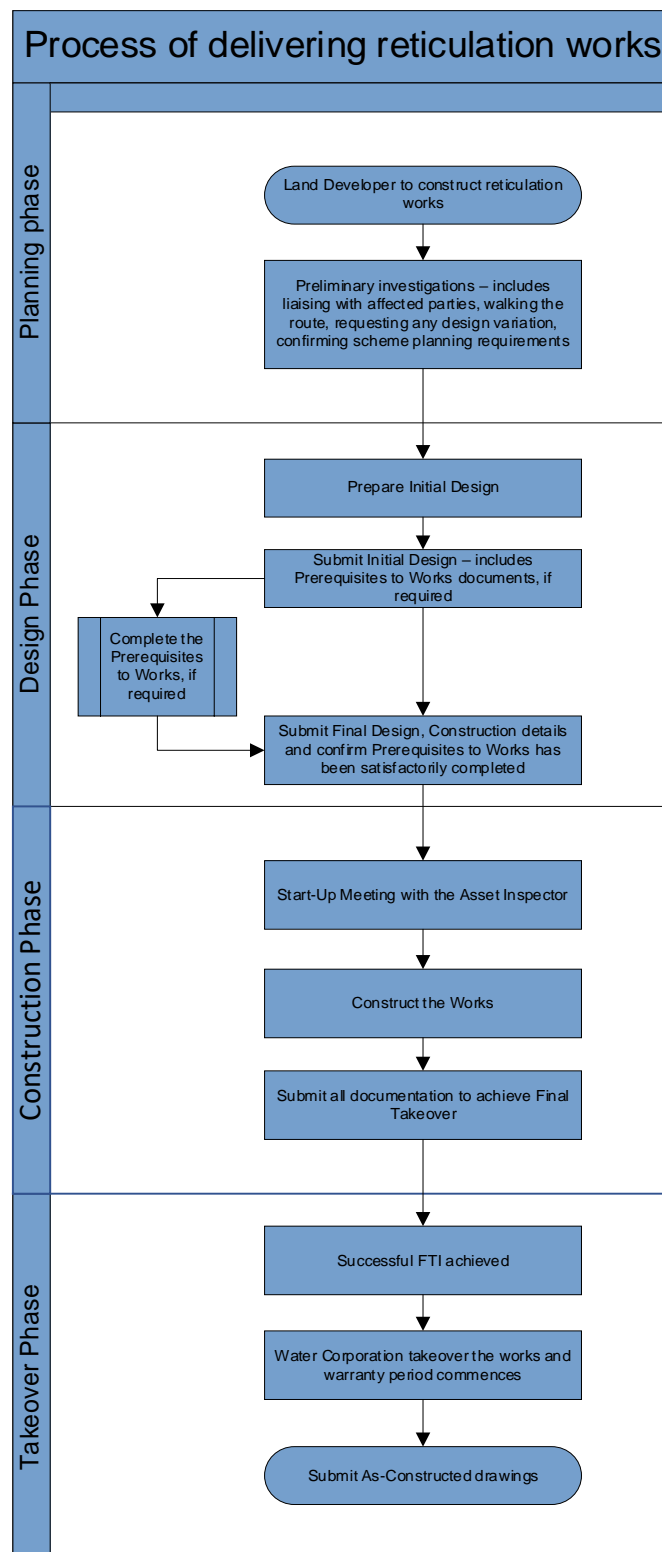 Process of delivering reticulation works
Planning phase
Land Developer to construct reticulation
works
Preliminary investigations – includes
liaising with affected parties, walking the
route, requesting any design variation,
confirming scheme planning requirements
Design Phase
Prepare Initial Design
Submit Initial Design – includes
Prerequisites to Works documents, if
required
Complete the
Prerequisites
to Works, if
required
Submit Final Design, Construction details
and confirm Prerequisites to Works has
been satisfactorily completed
Construction Phase
Start-Up Meeting with the Asset Inspector
Construct the Works
Submit all documentation to achieve Final
Takeover
Takeover Phase
Successful FTI achieved
Water Corporation takeover the works and
warranty period commences
Submit As-Constructed drawings